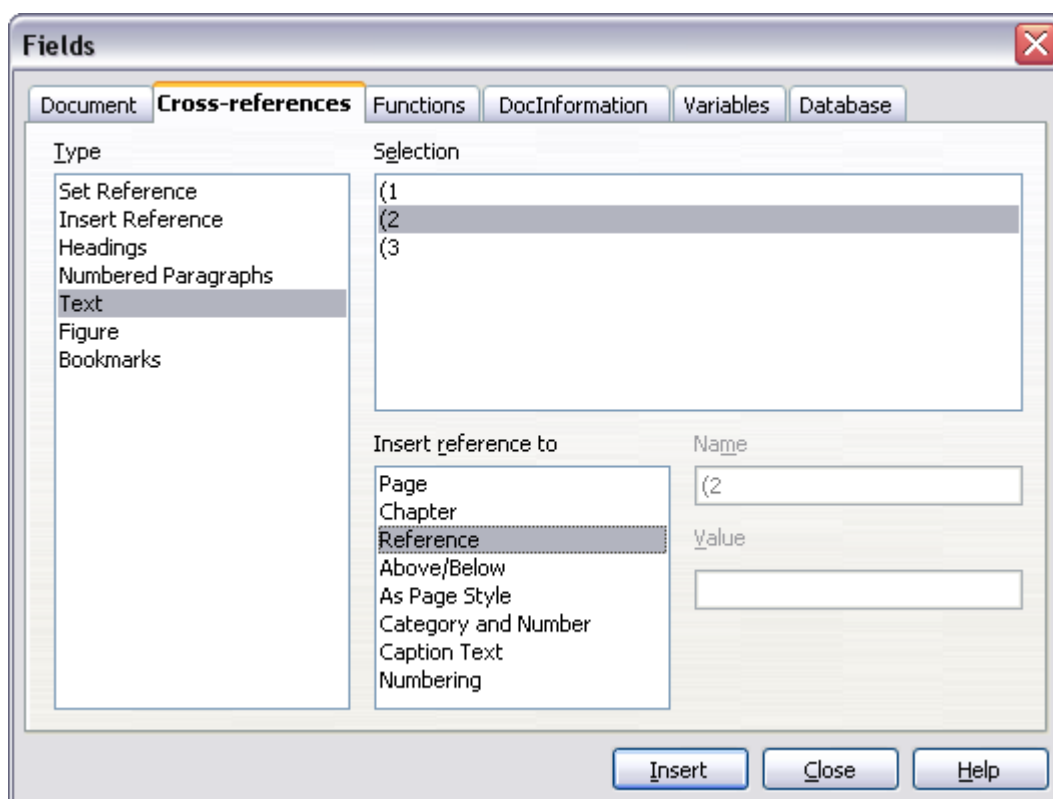 Fields
Document Cross-references Functions DocInformation Variables Database
Type
Set Reference
Insert Reference
Headings
Numbered Paragraphs
Text
Figure
Bookmarks
Selection
(1
(2
(3
Insert reference to
Page
Chapter
Reference
Above/Below
As Page Style
Category and Number
Caption Text
Numbering
Name
(2
Value
Insert Close Help